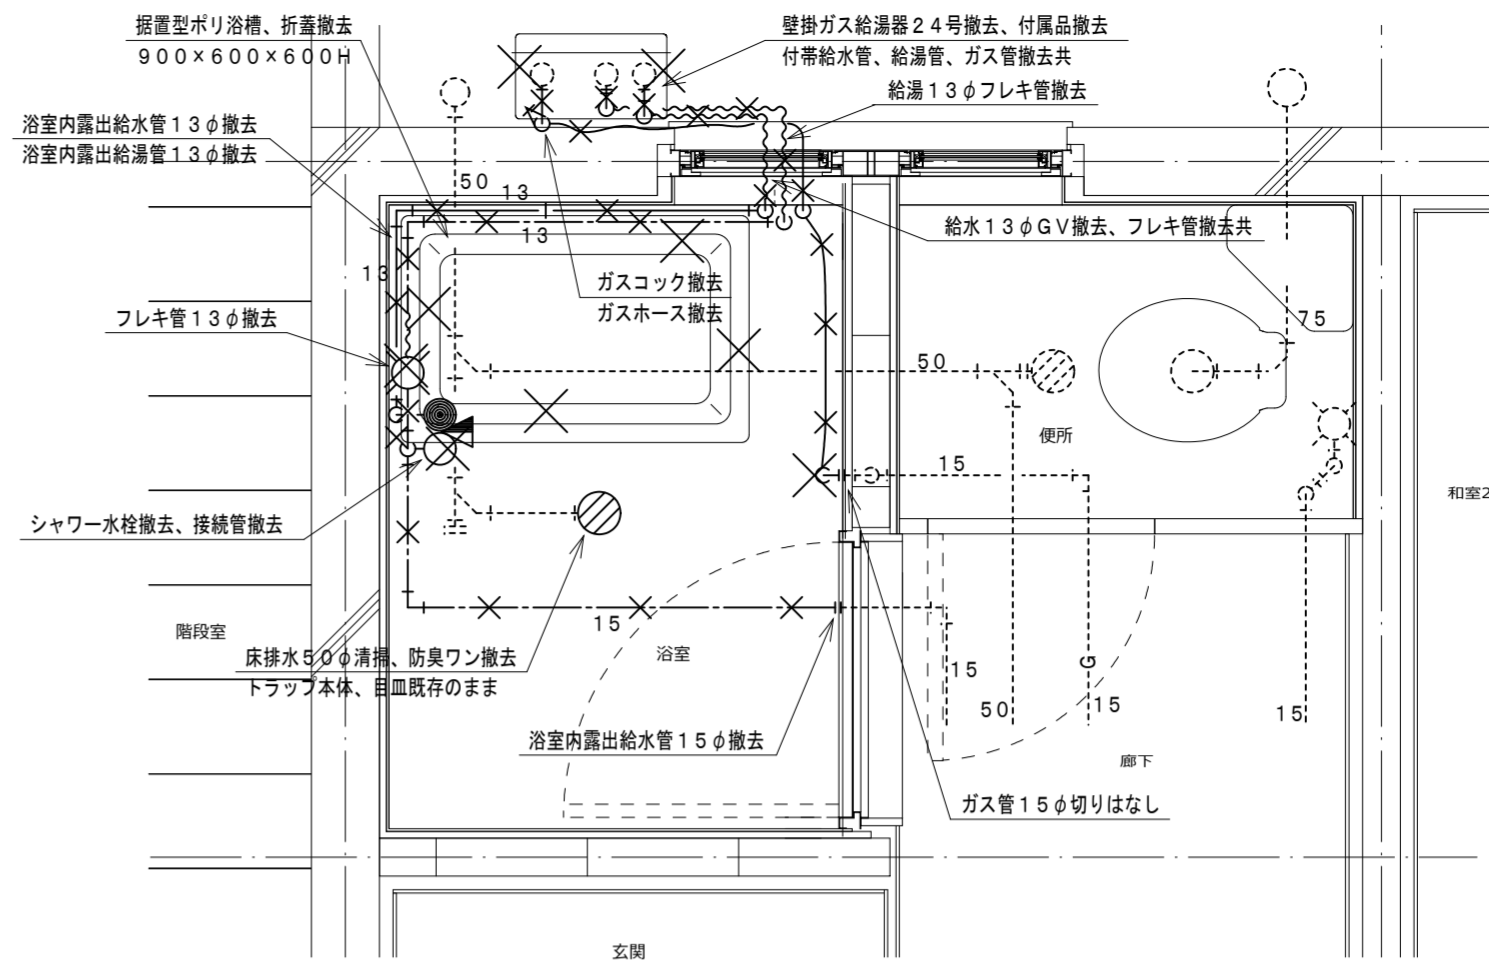 据置型ポリ浴槽、折蓋撤去
９００×６００×６００Ｈ
壁掛ガス給湯器２４号撤去、付属品撤去
付帯給水管、給湯管、ガス管撤去共
給湯１３φフレキ管撤去
浴室内露出給水管１３φ撤去
浴室内露出給湯管１３φ撤去
50
13
13
給水１３φＧＶ撤去、フレキ管撤去共
13
ガスコック撤去
ガスホース撤去
フレキ管１３φ撤去
75
50
便所
15
和室2
シャワー水栓撤去、接続管撤去
15
階段室
浴室
床排水５０φ清掃、防臭ワン撤去
トラップ本体、目皿既存のまま
G
15
50
15
15
浴室内露出給水管１５φ撤去
廊下
ガス管１５φ切りはなし
玄関